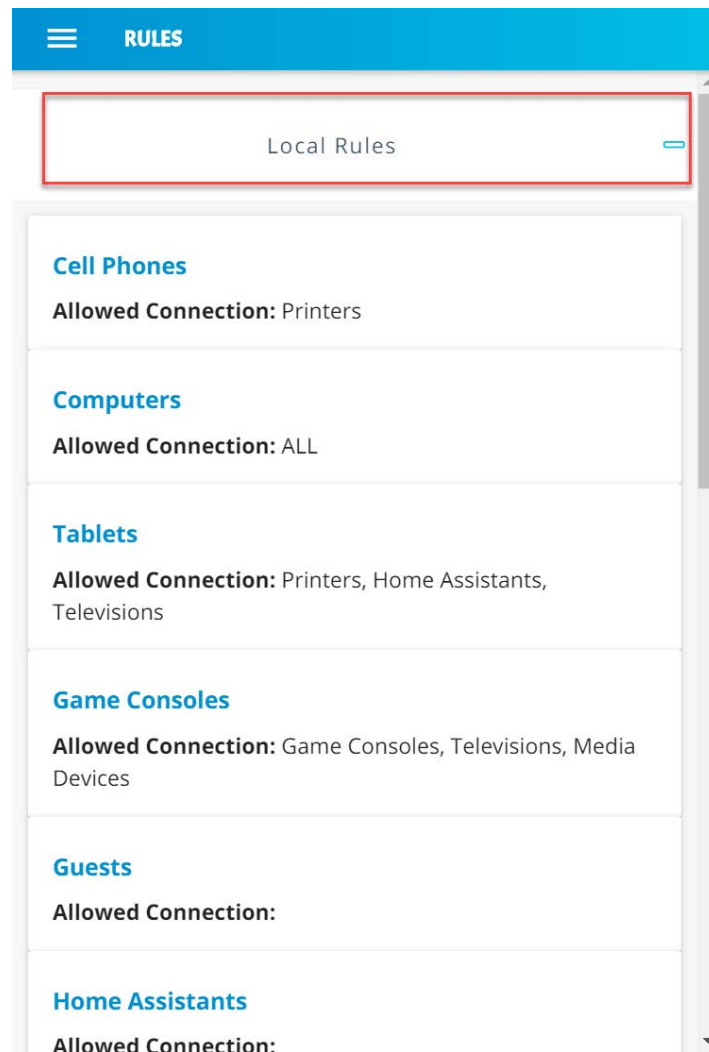 RULES
Local Rules
Cell Phones
Allowed Connection: Printers
Computers
Allowed Connection: ALL
Tablets
Allowed Connection: Printers, Home Assistants,
Televisions
Game Consoles
Allowed Connection: Game Consoles, Televisions, Media
Devices
Guests
Allowed Connection:
Home Assistants
Allowed Connection: